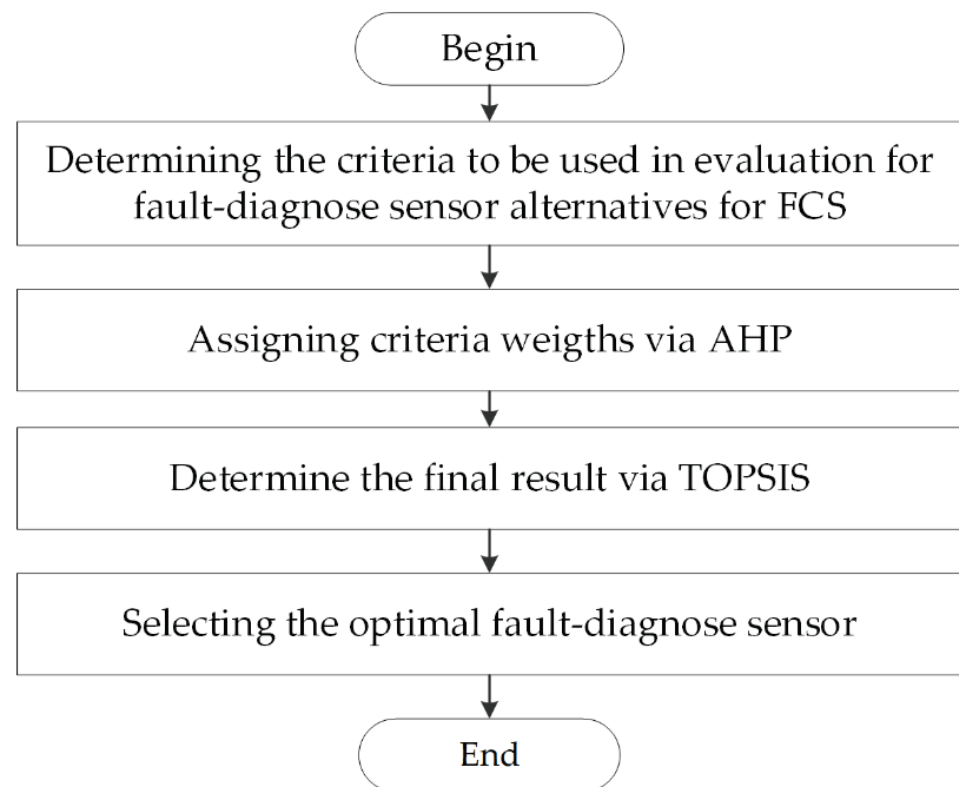 Begin
Determining the criteria to be used in evaluation for
fault-diagnose sensor alternatives for FCS
Assigning criteria weigths via AHP
Determine the final result via TOPSIS
Selecting the optimal fault-diagnose sensor
End